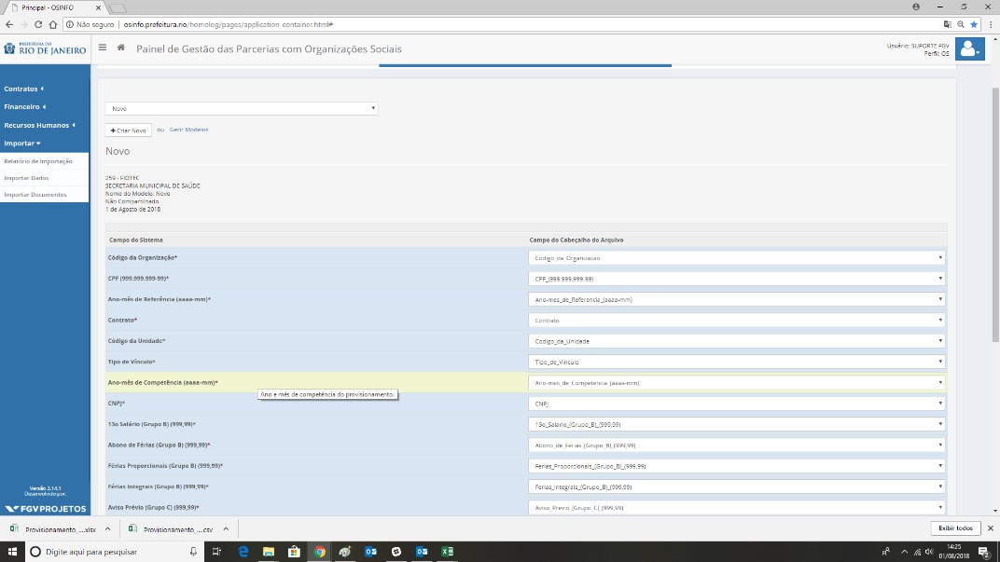 Principal - OSINFO
Não seguro | osinfo.prefeitura.rio/homolog/pages/application-container.html#
PREFEITURA DO
RIO DE JANEIRO
Painel de Gestão das Parcerias com Organizações Sociais
Usuário: SUPORTE FGV
Perfil: OS
Contratos
Financeiro
Recursos Humanos
Importar
Relatório de Importação
Importar Dados
Importar Documentos
Novo
+ Criar Novo ou Gerir Modelos
Novo
259 - FIOTEC
SECRETARIA MUNICIPAL DE SAÚDE
Nome do Modelo: Novo
Não Compartilhado
1 de Agosto de 2018
Campo do Sistema Campo do Cabeçalho do Arquivo
Código da Organização* Codigo_da_Organizacao
CPF (999.999.999-99)* CPF_(999.999.999-99)
Ano-mês de Referência (aaaa-mm)* Ano-mes_de_Referencia_(aaaa-mm)
Contrato* Contrato
Código da Unidade* Codigo_da_Unidade
Tipo de Vínculo* Tipo_de_Vinculo
Ano-mês de Competência (aaaa-mm)* Ano-mes_de_Competencia_(aaaa-mm)
Ano e mês de competência do provisionamento.
CNPJ* CNPJ
13o Salário (Grupo B) (999,99)* 13o_Salario_(Grupo_B)_(999,99)
Abono de Férias (Grupo B) (999,99)* Abono_de_Ferias_(Grupo_B)_(999,99)
Férias Proporcionais (Grupo B) (999,99)* Ferias_Proporcionais_(Grupo_B)_(999,99)
Férias Integrais (Grupo B) (999,99)* Ferias_Integrais_(Grupo_B)_(999,99)
Aviso Prévio (Grupo C) (999,99)* Aviso_Previo_(Grupo_C)_(999,99)
Versão 2.14.1
Desenvolvido por:
FGV PROJETOS
Provisionamento_....xlsx
Provisionamento_....csv
Exibir todos
Digite aqui para pesquisar
14:25
01/08/2018
2